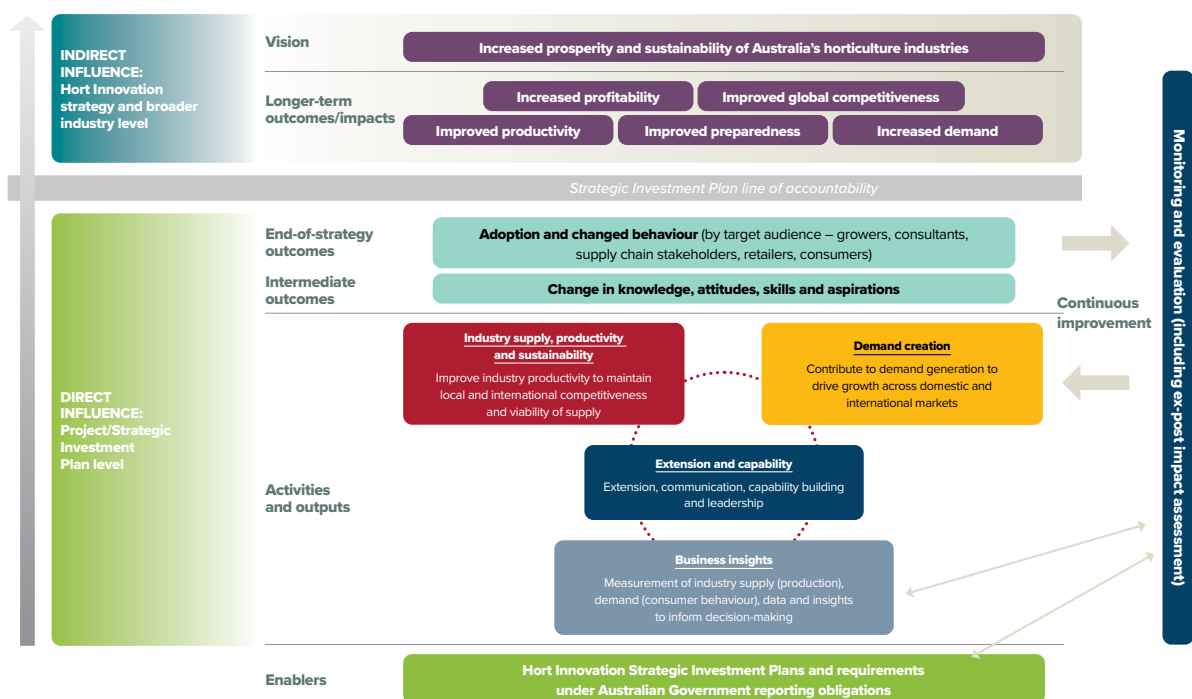 INDIRECT
INFLUENCE:
Hort Innovation
strategy and broader
industry level
Vision
Increased prosperity and sustainability of Australia's horticulture industries
Longer-term
outcomes/impacts
Increased profitability
Improved global competitiveness
Improved productivity
Improved preparedness
Increased demand
Strategic Investment Plan line of accountability
DIRECT
INFLUENCE:
Project/Strategic
Investment
Plan level
End-of-strategy
outcomes
Adoption and changed behaviour (by target audience – growers, consultants,
supply chain stakeholders, retailers, consumers)
Intermediate
outcomes
Change in knowledge, attitudes, skills and aspirations
Activities
and outputs
Industry supply, productivity
and sustainability
Improve industry productivity to maintain
local and international competitiveness
and viability of supply
Demand creation
Contribute to demand generation to
drive growth across domestic and
international markets
Extension and capability
Extension, communication, capability building
and leadership
Business insights
Measurement of industry supply (production),
demand (consumer behaviour), data and insights
to inform decision-making
Enablers
Hort Innovation Strategic Investment Plans and requirements
under Australian Government reporting obligations
Continuous
improvement
Monitoring and evaluation (including ex-post impact assessment)